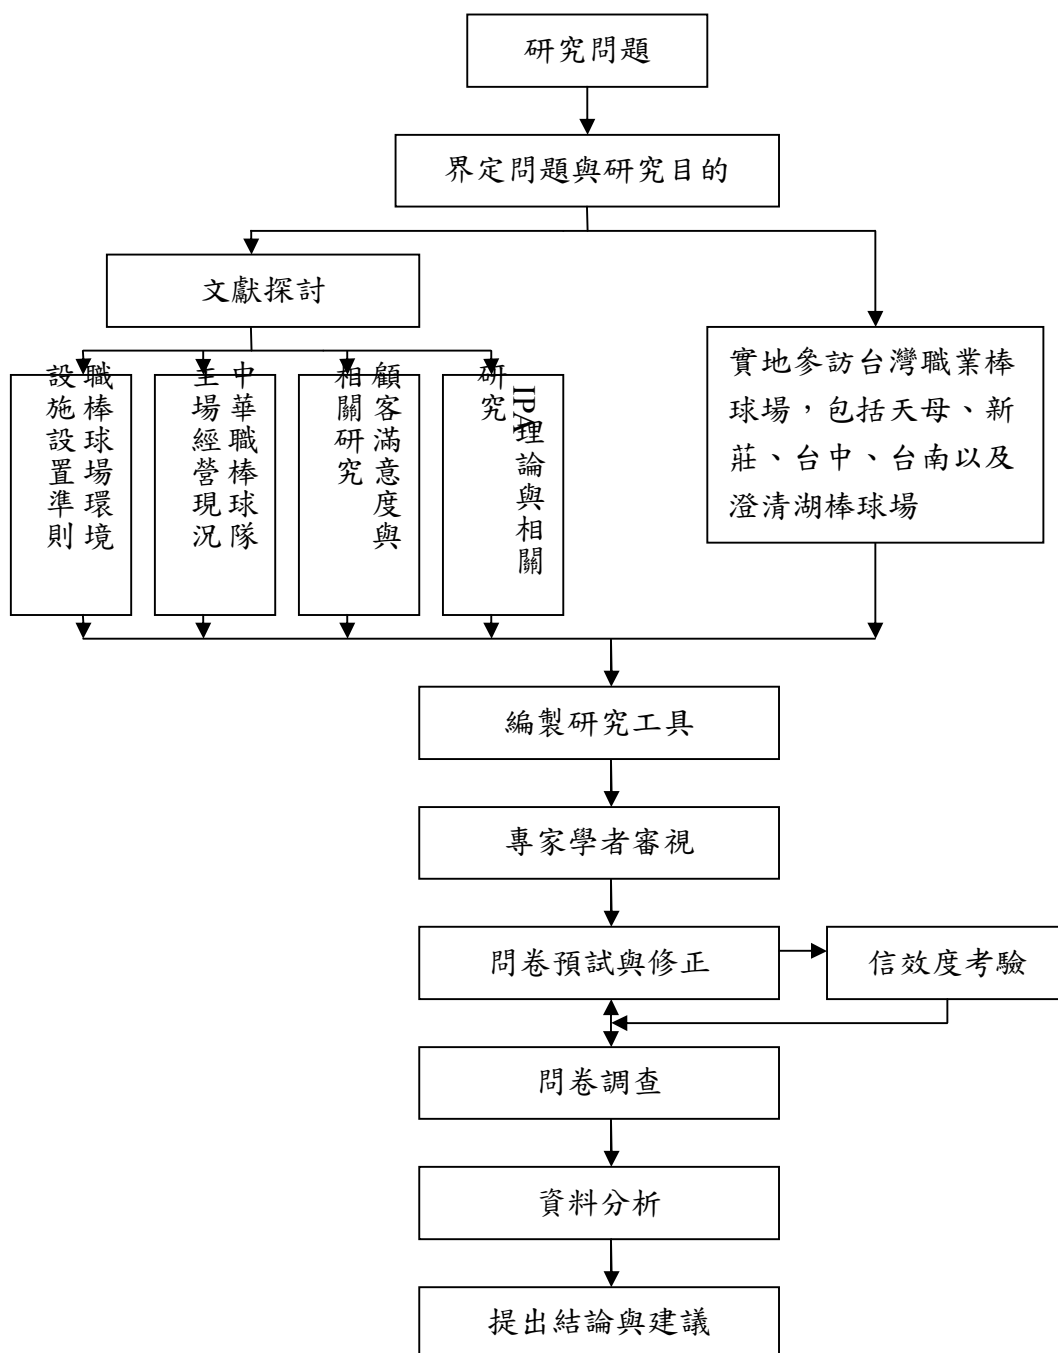 研究問題
界定問題與研究目的
文獻探討
職棒球場環境
設施設置準則
中華職棒球隊
主場經營現況
顧客滿意度與
相關研究
IPA理論與相關
研究
實地參訪台灣職業棒
球場，包括天母、新
莊、台中、台南以及
澄清湖棒球場
編製研究工具
專家學者審視
問卷預試與修正
信效度考驗
問卷調查
資料分析
提出結論與建議